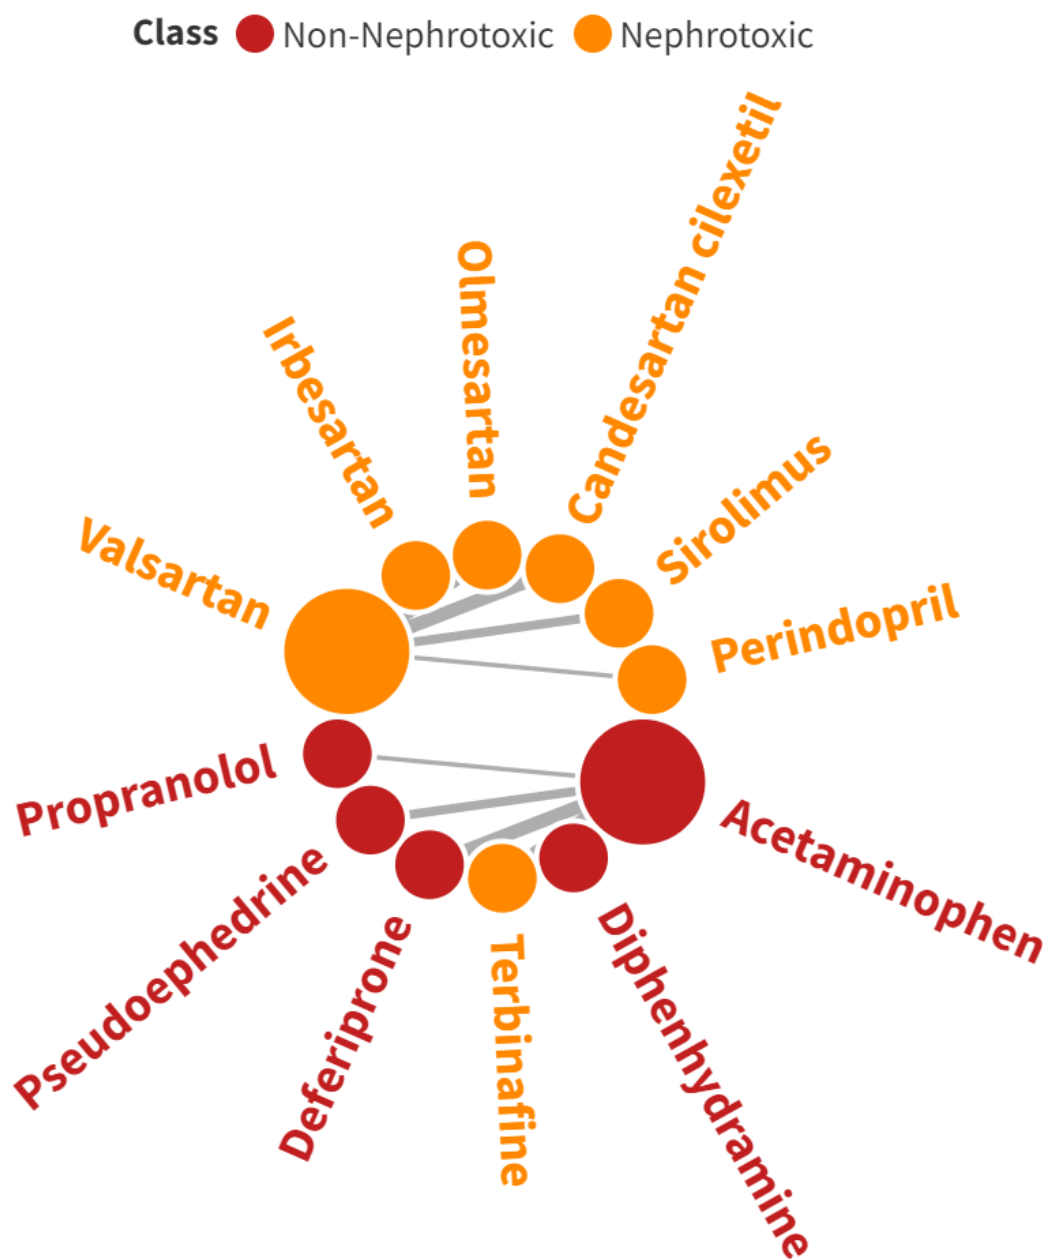 Class Non-Nephrotoxic Nephrotoxic
Candesartan cilexetil
Olmesartan
Irbesartan
Sirolimus
Valsartan
Perindopril
Propranolol
Acetaminophen
Pseudoephedrine
Deferiprone
Terbinafine
Diphenhydramine